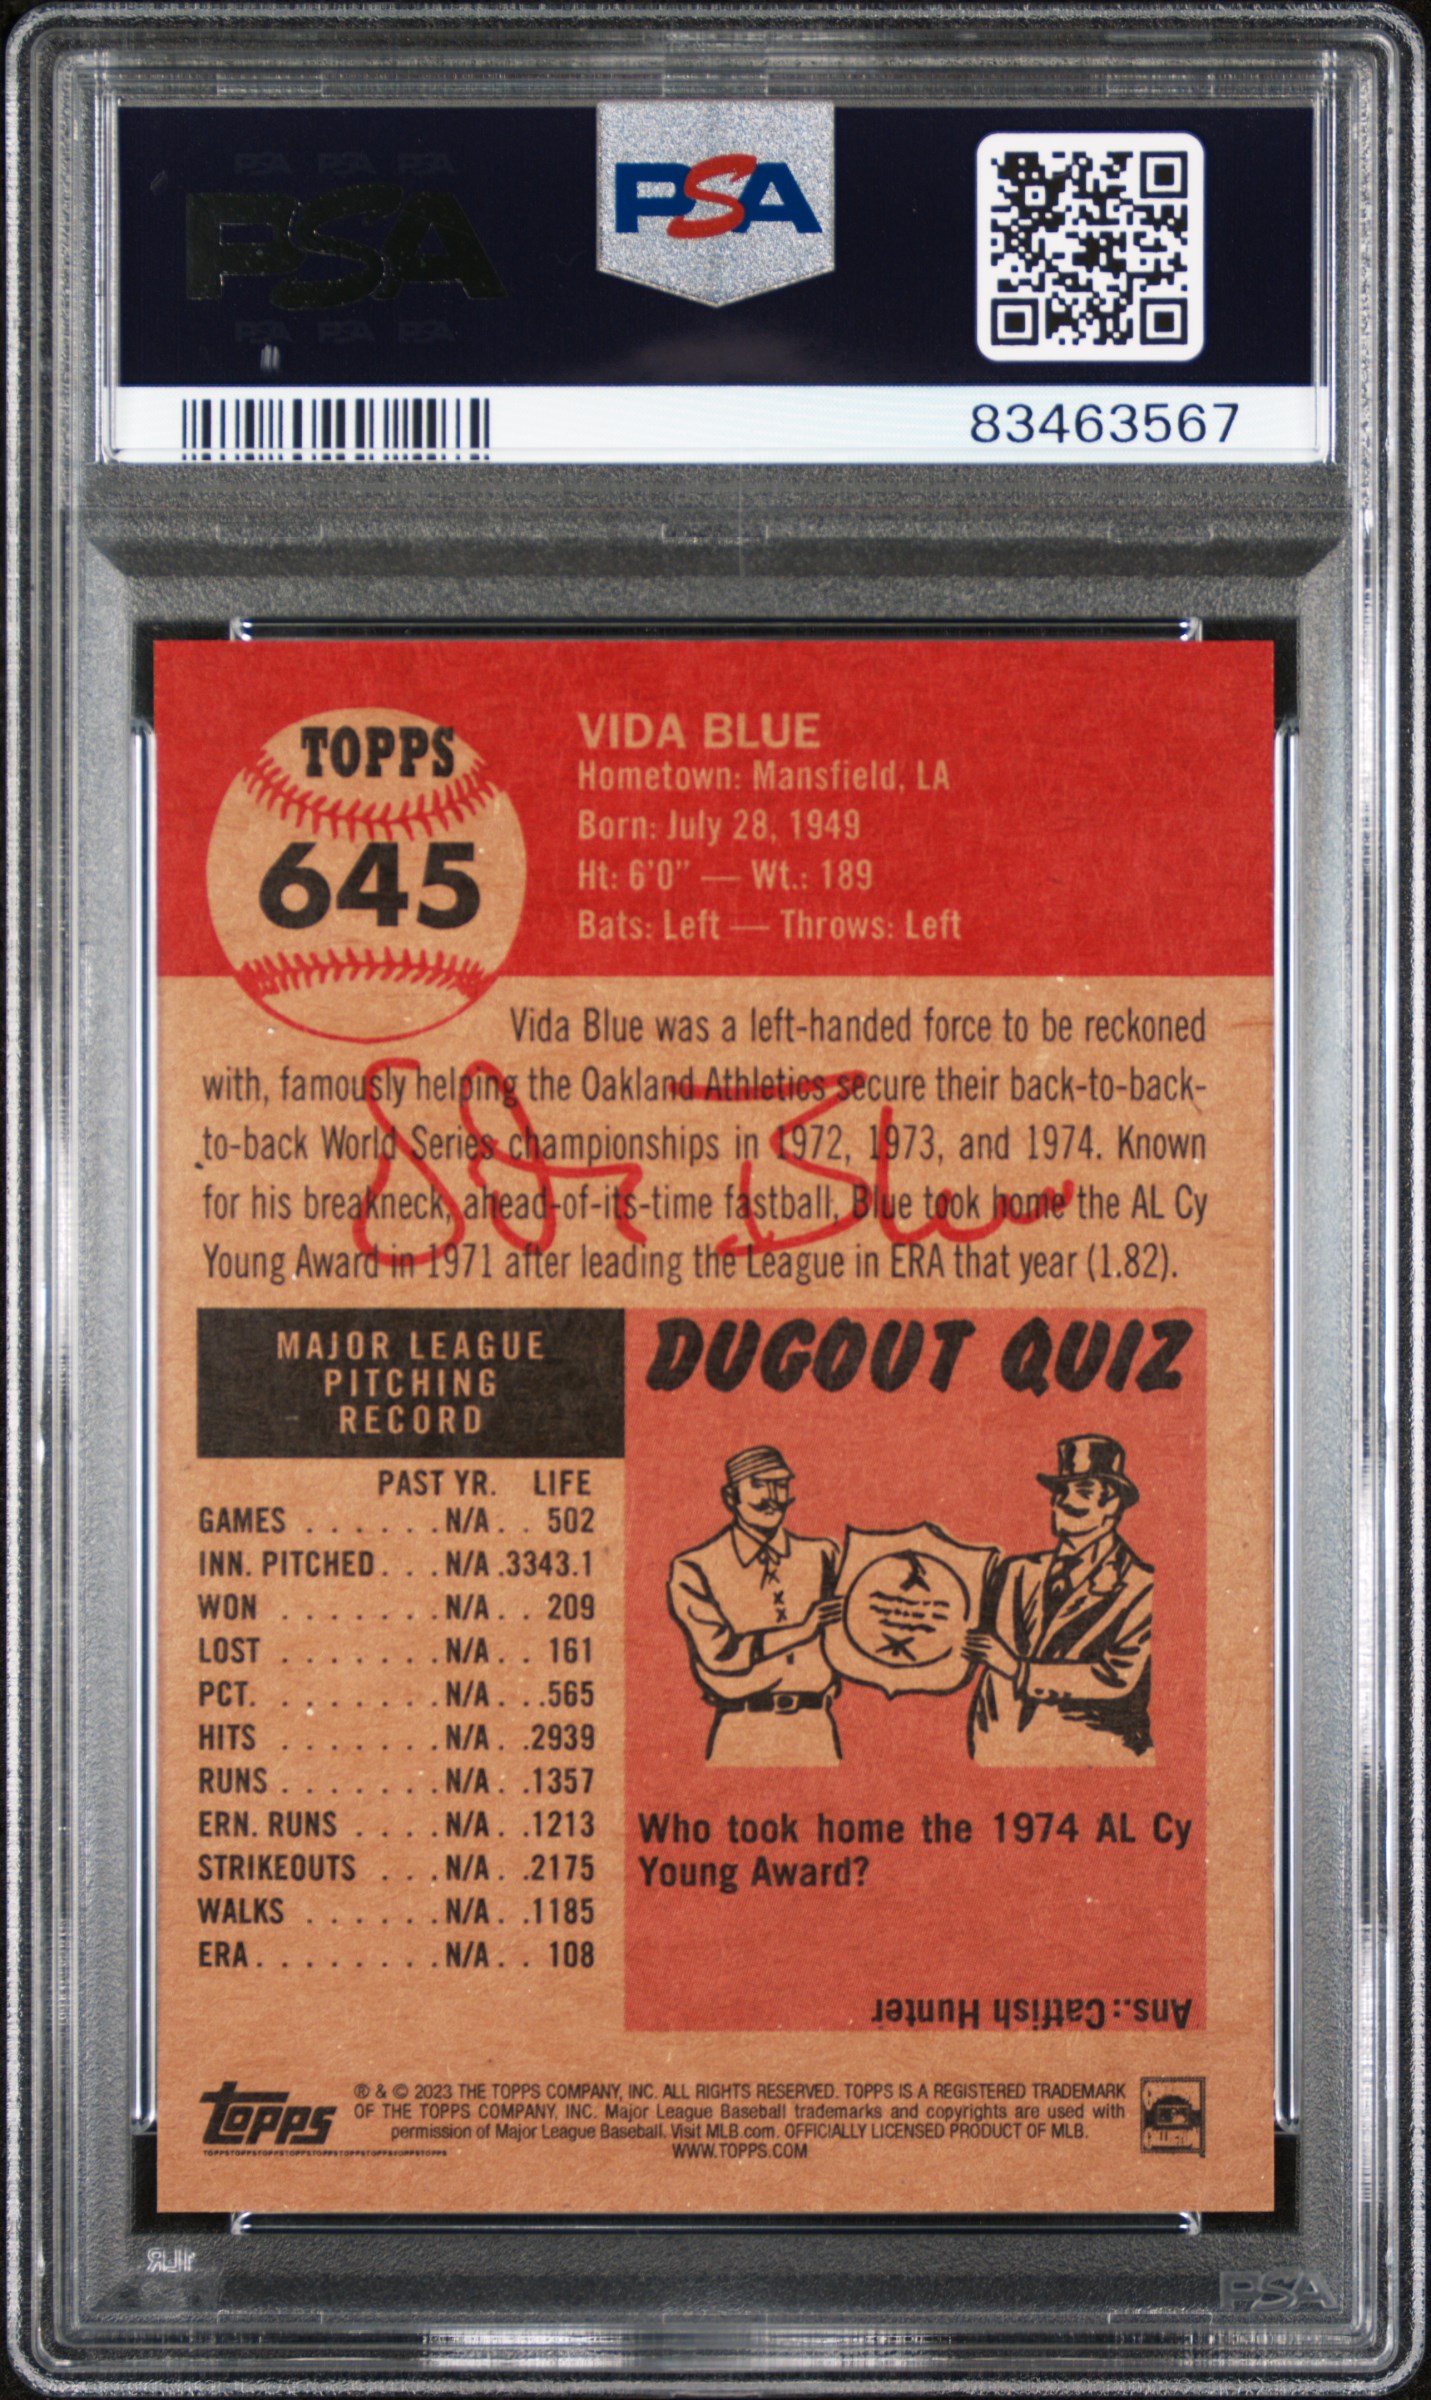 PSA PSA PSA
PSA
PSA PSA PSA
PSA
83463567
TOPPS
645
VIDA BLUE
Hometown: Mansfield, LA
Born: July 28, 1949
Ht: 6'0" — Wt.: 189
Bats: Left — Throws: Left
Vida Blue was a left-handed force to be reckoned
with, famously helping the Oakland Athletics secure their back-to-back-
to-back World Series championships in 1972, 1973, and 1974. Known
for his breakneck, ahead-of-its-time fastball, Blue took home the AL Cy
Young Award in 1971 after leading the League in ERA that year (1.82).
MAJOR LEAGUE
PITCHING
RECORD
PAST YR. LIFE
GAMES . . . . . . N/A . . 502
INN. PITCHED . . . N/A .3343.1
WON . . . . . . . N/A . . 209
LOST . . . . . . . N/A . . 161
PCT. . . . . . . . N/A . . .565
HITS . . . . . . . N/A . .2939
RUNS . . . . . . . N/A . .1357
ERN. RUNS . . . . N/A . .1213
STRIKEOUTS . . . N/A . .2175
WALKS . . . . . . N/A . .1185
ERA . . . . . . . . N/A . . 108
DUGOUT QUIZ
Who took home the 1974 AL Cy
Young Award?
Ans.: Catfish Hunter
topps
® & © 2023 THE TOPPS COMPANY, INC. ALL RIGHTS RESERVED. TOPPS IS A REGISTERED TRADEMARK
OF THE TOPPS COMPANY, INC. Major League Baseball trademarks and copyrights are used with
permission of Major League Baseball. Visit MLB.com. OFFICIALLY LICENSED PRODUCT OF MLB.
WWW.TOPPS.COM
PSA